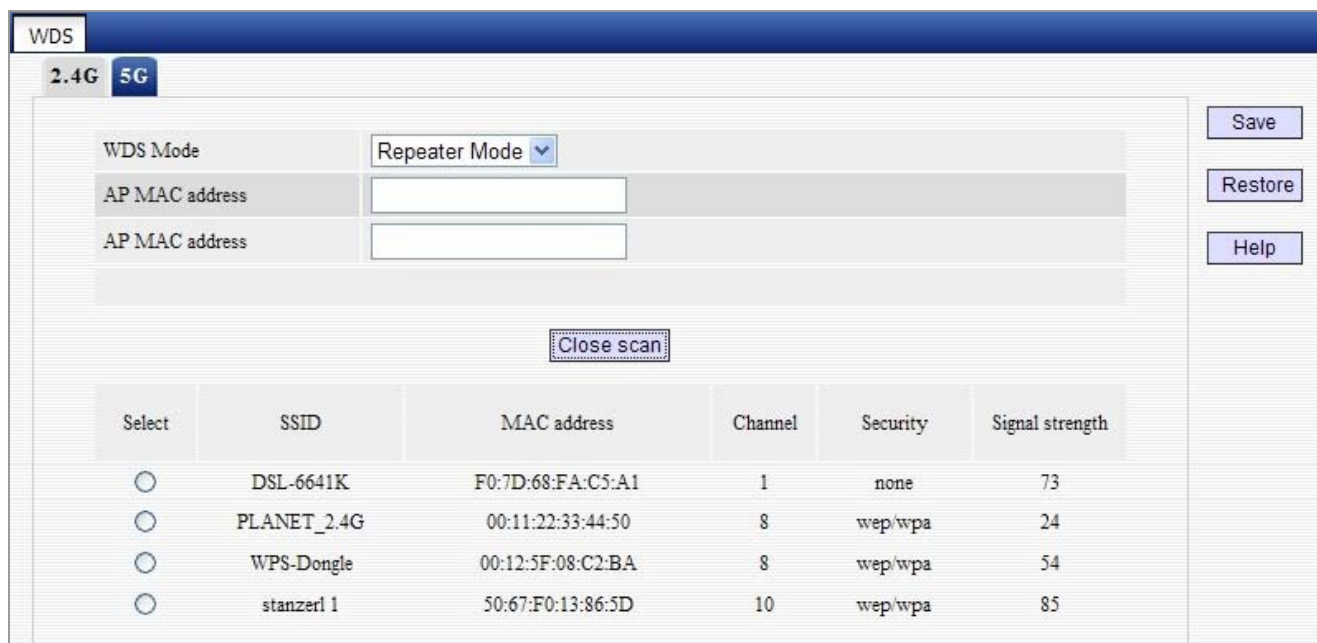 WDS
2.4G 5G
WDS Mode Repeater Mode
AP MAC address
AP MAC address
Save
Restore
Help
Close scan
Select SSID MAC address Channel Security Signal strength
DSL-6641K F0:7D:68:FA:C5:A1 1 none 73
PLANET_2.4G 00:11:22:33:44:50 8 wep/wpa 24
WPS-Dongle 00:12:5F:08:C2:BA 8 wep/wpa 54
stanzerl 1 50:67:F0:13:86:5D 10 wep/wpa 85